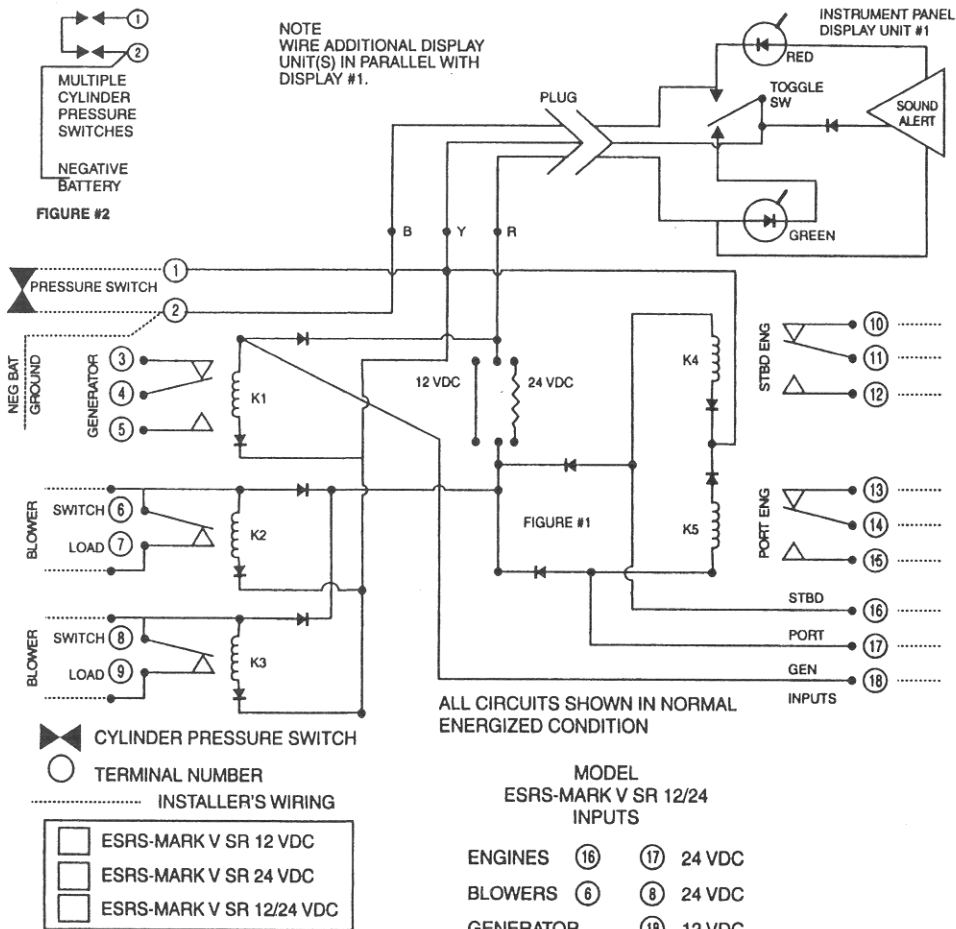 1
2
MULTIPLE
CYLINDER
PRESSURE
SWITCHES
NEGATIVE
BATTERY
FIGURE #2
NOTE
WIRE ADDITIONAL DISPLAY
UNIT(S) IN PARALLEL WITH
DISPLAY #1.
INSTRUMENT PANEL
DISPLAY UNIT #1
RED
PLUG
TOGGLE
SW
SOUND
ALERT
GREEN
B
Y
R
1
PRESSURE SWITCH
2
NEG BAT
GROUND
GENERATOR
3
4
5
K1
12 VDC
24 VDC
K4
STBD ENG
10
11
12
BLOWER
SWITCH 6
LOAD 7
K2
FIGURE #1
K5
PORT ENG
13
14
15
BLOWER
SWITCH 8
LOAD 9
K3
STBD 16
PORT 17
GEN 18
INPUTS
ALL CIRCUITS SHOWN IN NORMAL
ENERGIZED CONDITION
CYLINDER PRESSURE SWITCH
TERMINAL NUMBER
INSTALLER'S WIRING
ESRS-MARK V SR 12 VDC
ESRS-MARK V SR 24 VDC
ESRS-MARK V SR 12/24 VDC
MODEL
ESRS-MARK V SR 12/24
INPUTS
ENGINES 16 17 24 VDC
BLOWERS 6 8 24 VDC
GENERATOR 18 12 VDC